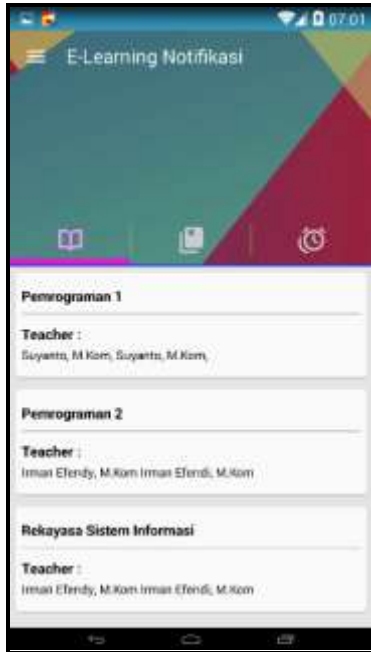 07:01
E-Learning Notifikasi
Pemrograman 1
Teacher :
Suyanto, M.Kom, Suyanto, M.Kom,
Pemrograman 2
Teacher :
Irman Efendy, M.Kom Irman Efendi, M.Kom
Rekayasa Sistem Informasi
Teacher :
Irman Efendy, M.Kom Irman Efendi, M.Kom